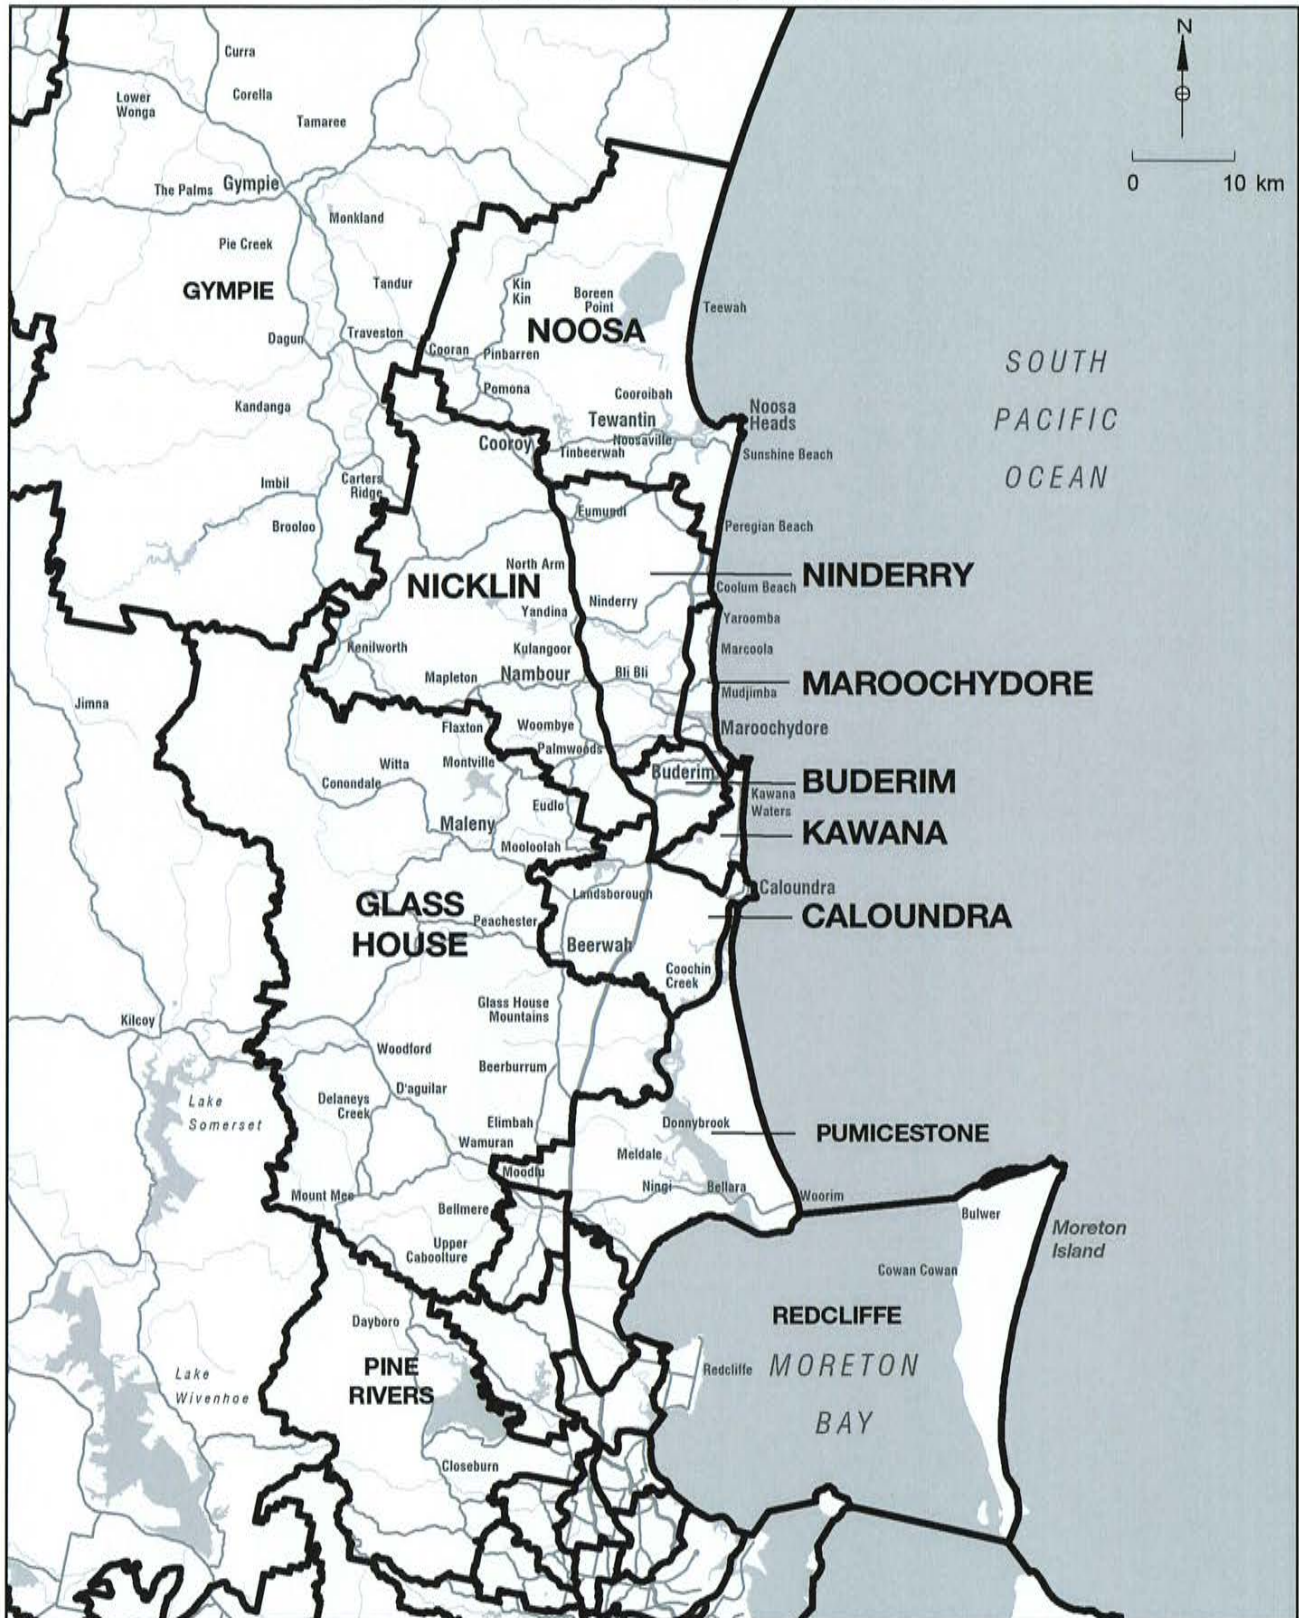 N
0 10 km
Curra
Lower
Wonga
Corella
Tamaree
The Palms
Gympie
Monkland
Pie Creek
GYMPIE
Tandur
Kin
Kin
Boreen
Point
Teewah
NOOSA
Dagun
Traveston
Cooran
Pinbarren
SOUTH
PACIFIC
OCEAN
Pomona
Cooroibah
Kandanga
Tewantin
Noosa
Heads
Cooroy
Noosaville
Tinbeerwah
Sunshine Beach
Imbil
Carters
Ridge
Brooloo
Eumundi
Peregian Beach
North Arm
NICKLIN
NINDERRY
Coolum Beach
Yandina
Ninderry
Yaroomba
Kenilworth
Kulangoor
Marcoola
Mapleton
Nambour
Bli Bli
MAROOCHYDORE
Mudjimba
Jimna
Flaxton
Woombye
Maroochydore
Palmwoods
Witta
Montville
Buderim
BUDERIM
Conondale
Kawana
Waters
Eudlo
Maleny
KAWANA
Mooloolah
Landsborough
Caloundra
GLASS
HOUSE
CALOUNDRA
Peachester
Beerwah
Coochin
Creek
Glass House
Mountains
Kilcoy
Woodford
Beerburrum
Lake
Somerset
D'aguilar
Delaneys
Creek
Elimbah
Donnybrook
PUMICESTONE
Wamuran
Meldale
Moodlu
Ningi
Bellara
Woorim
Mount Mee
Bellmere
Bulwer
Moreton
Island
Upper
Caboolture
Cowan Cowan
Dayboro
REDCLIFFE
PINE
RIVERS
Redcliffe
MORETON
BAY
Lake
Wivenhoe
Closeburn